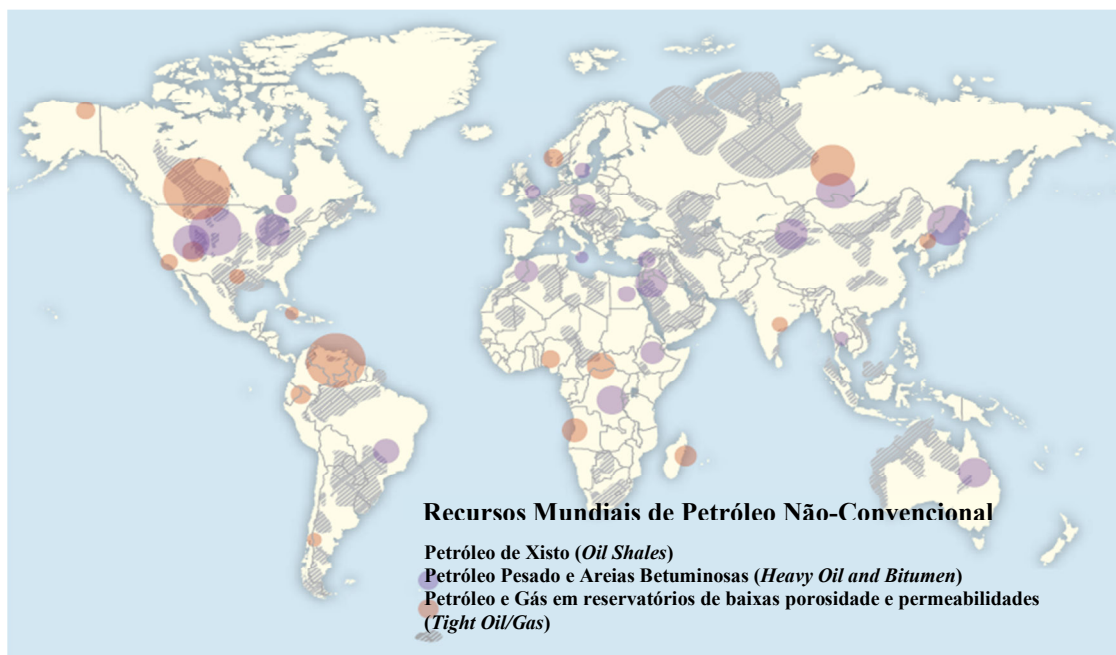 Recursos Mundiais de Petróleo Não-Convencional
Petróleo de Xisto (Oil Shales)
Petróleo Pesado e Areias Betuminosas (Heavy Oil and Bitumen)
Petróleo e Gás em reservatórios de baixas porosidade e permeabilidades
(Tight Oil/Gas)